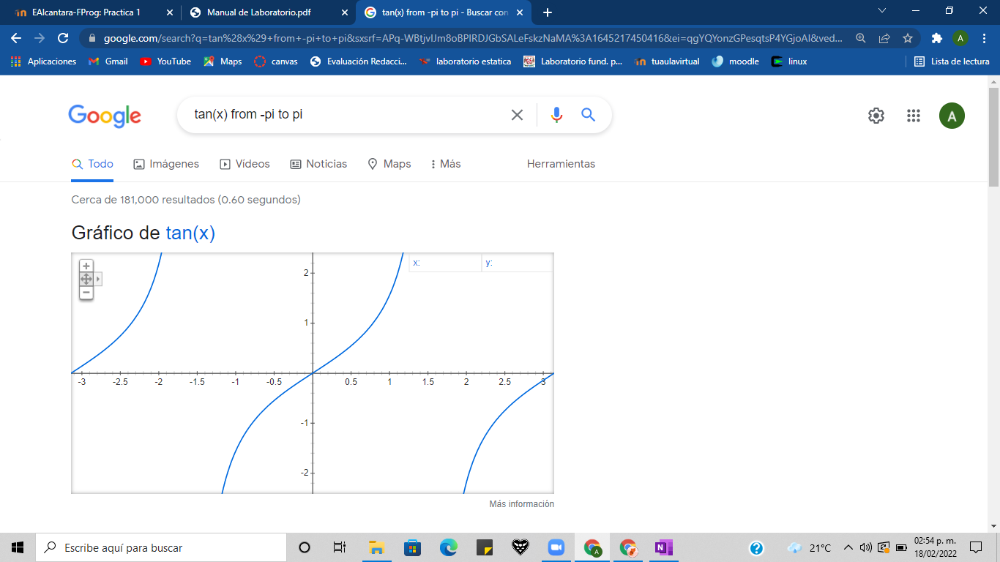 EAlcantara-FProg: Practica 1
Manual de Laboratorio.pdf
tan(x) from -pi to pi - Buscar con
google.com/search?q=tan%28x%29+from+-pi+to+pi&sxsrf=APq-WBtjvIJm8oBPIRDJGbSALeFskzNaMA%3A1645217450416&ei=qgYQYonzGPesqtsP4YGjoAI&ved...
A
Aplicaciones
Gmail
YouTube
Maps
canvas
Evaluación Redacci...
laboratorio estatica
Laboratorio fund. p...
tuaulavirtual
moodle
linux
Lista de lectura
Google
tan(x) from -pi to pi
A
Todo
Imágenes
Vídeos
Noticias
Maps
Más
Herramientas
Cerca de 181,000 resultados (0.60 segundos)
Gráfico de tan(x)
x:
y:
2
1
-3 -2.5 -2 -1.5 -1 -0.5 0.5 1 1.5 2 2.5 3
-1
-2
Más información
Escribe aquí para buscar
21°C
02:54 p. m.
18/02/2022